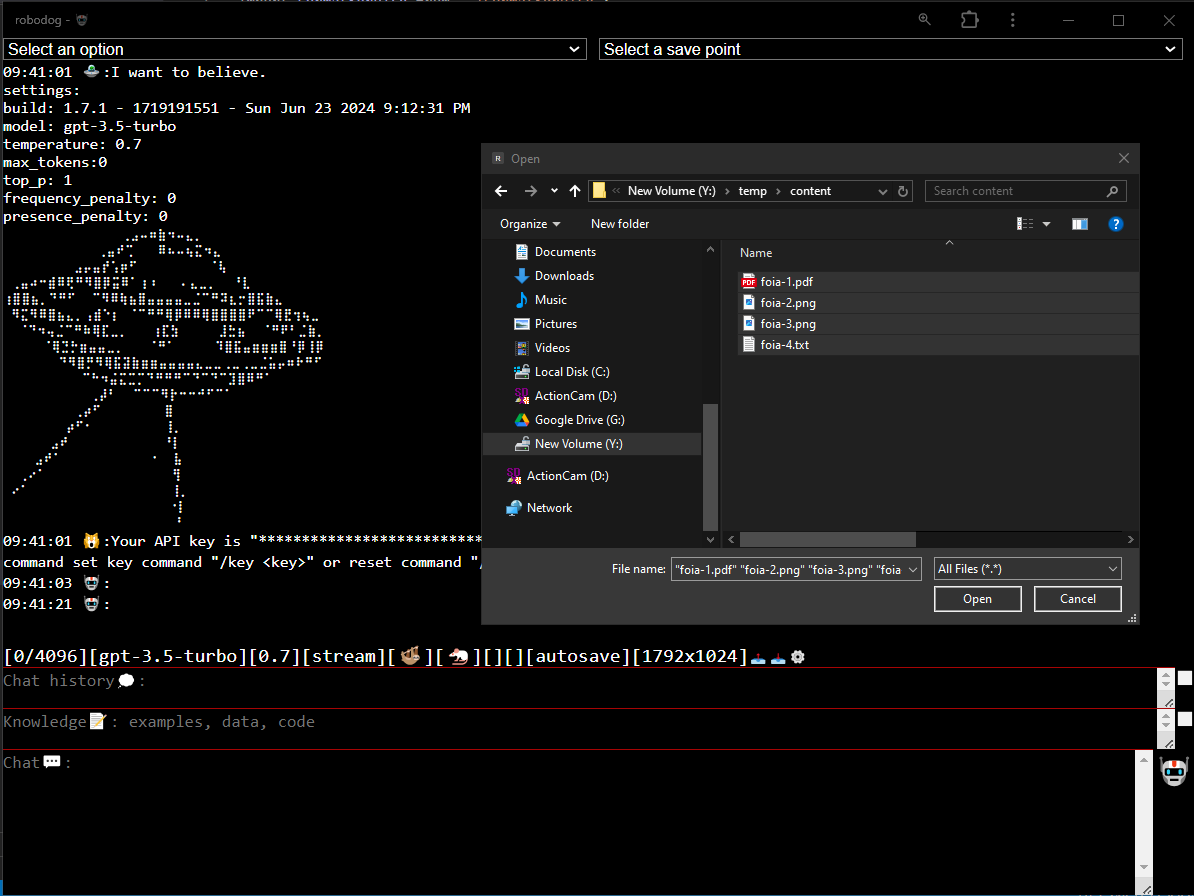 robodog - 🤖
Select an option
Select a save point
09:41:01 🛸:I want to believe.
settings:
build: 1.7.1 - 1719191551 - Sun Jun 23 2024 9:12:31 PM
model: gpt-3.5-turbo
temperature: 0.7
max_tokens:0
top_p: 1
frequency_penalty: 0
presence_penalty: 0
09:41:01 🙀:Your API key is "**************************
command set key command "/key <key>" or reset command "/
09:41:03 🤖:
09:41:21 🤖:
Open
New Volume (Y:) › temp › content
Search content
Organize
New folder
Documents
Downloads
Music
Pictures
Videos
Local Disk (C:)
ActionCam (D:)
Google Drive (G:)
New Volume (Y:)
ActionCam (D:)
Network
Name
foia-1.pdf
foia-2.png
foia-3.png
foia-4.txt
File name:
"foia-1.pdf" "foia-2.png" "foia-3.png" "foia
All Files (*.*)
Open
Cancel
[0/4096][gpt-3.5-turbo][0.7][stream][🦥][🐁][][][autosave][1792x1024]📤📥⚙️
Chat history💭:
Knowledge📝: examples, data, code
Chat💬: